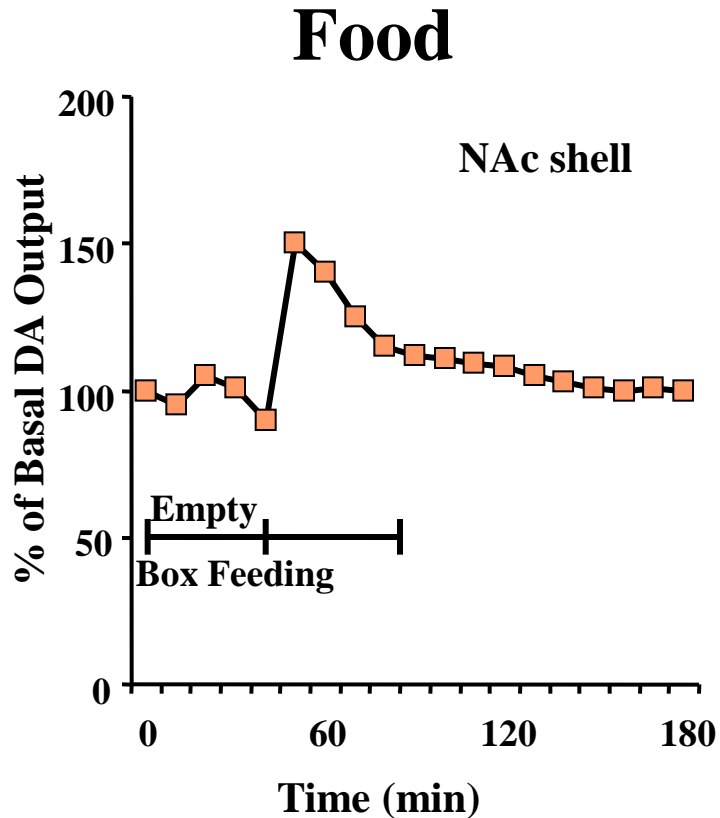 Food
200
NAc shell
150
100
50
0
% of Basal DA Output
Empty
Box Feeding
0 60 120 180
Time (min)